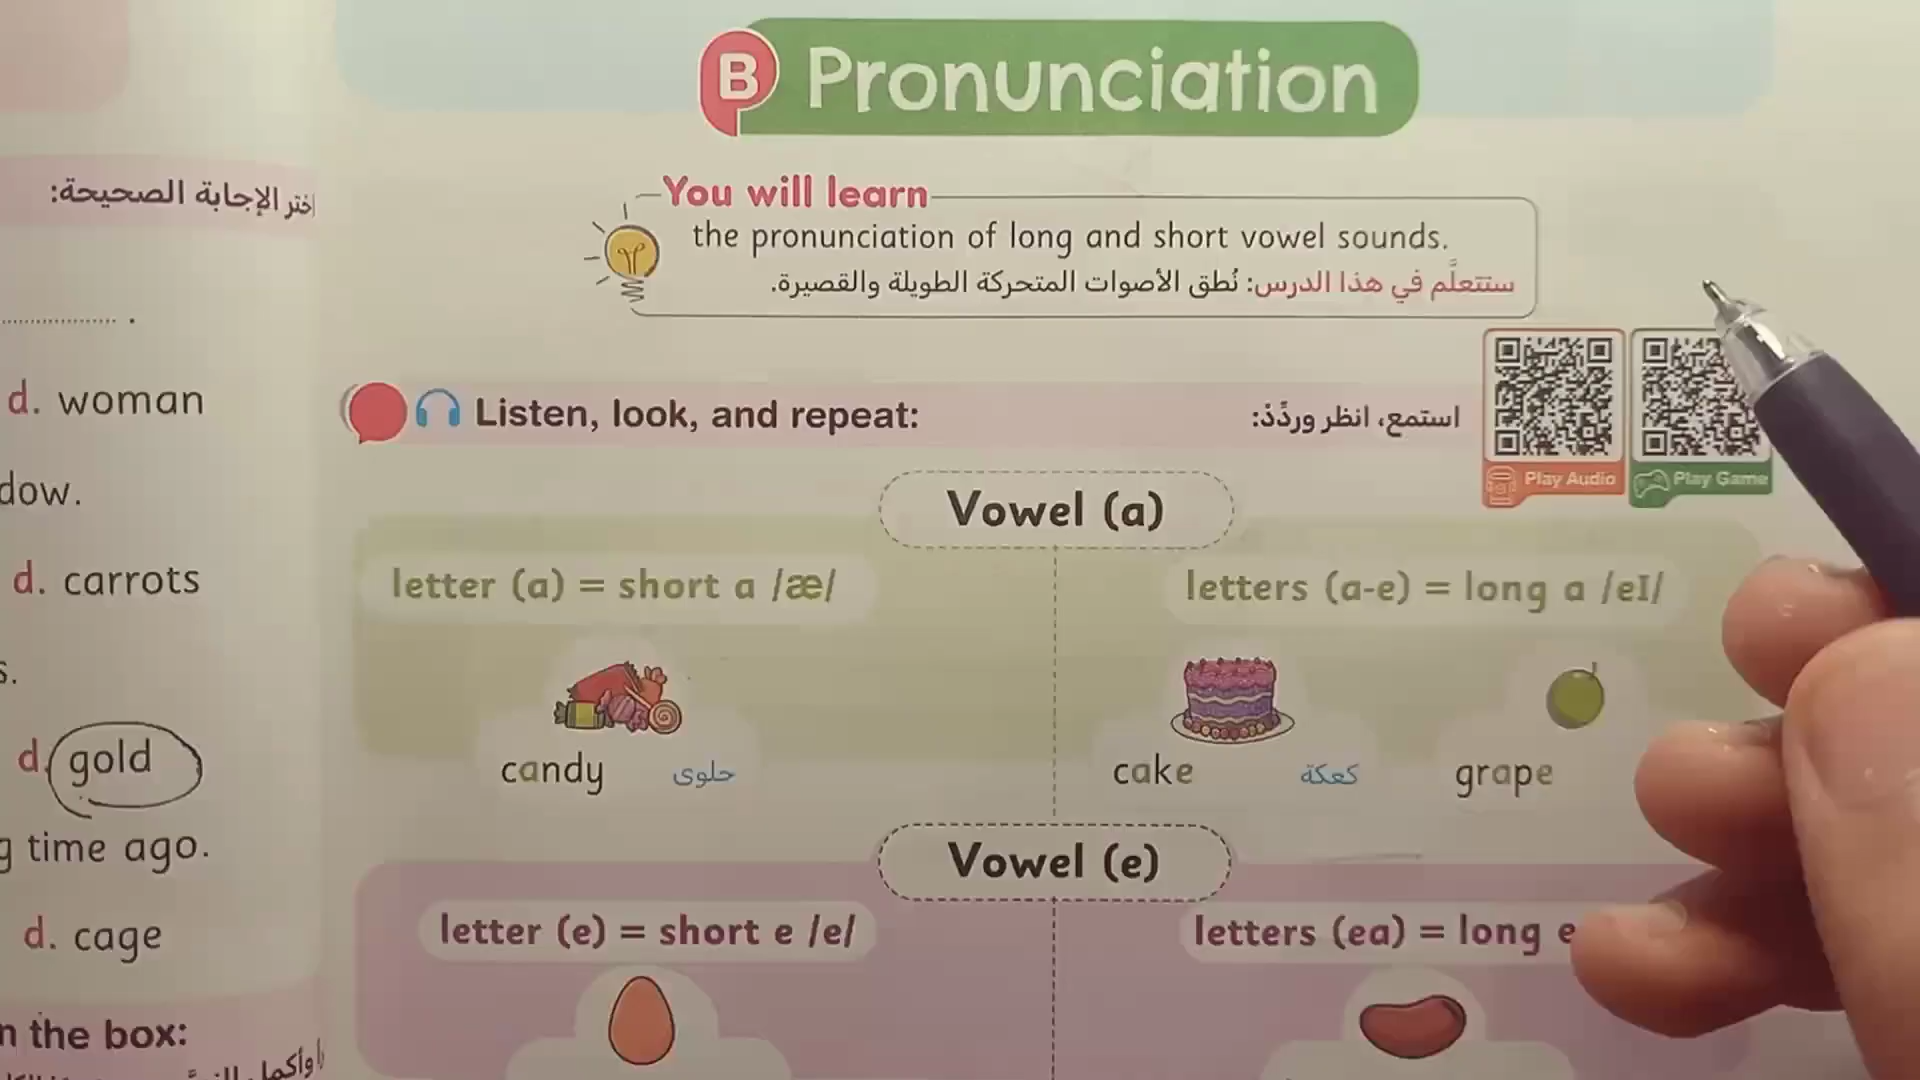 اختر الإجابة الصحيحة:
.
d. woman
dow.
d. carrots
s.
d. gold
g time ago.
d. cage
n the box:
B Pronunciation
You will learn
the pronunciation of long and short vowel sounds.
ستتعلَّم في هذا الدرس: نُطق الأصوات المتحركة الطويلة والقصيرة.
Listen, look, and repeat:
استمع، انظر وردِّدْ:
Play Audio
Play Game
Vowel (a)
letter (a) = short a /æ/
letters (a-e) = long a /eɪ/
candy حلوى
cake كعكة
grape
Vowel (e)
letter (e) = short e /e/
letters (ea) = long e